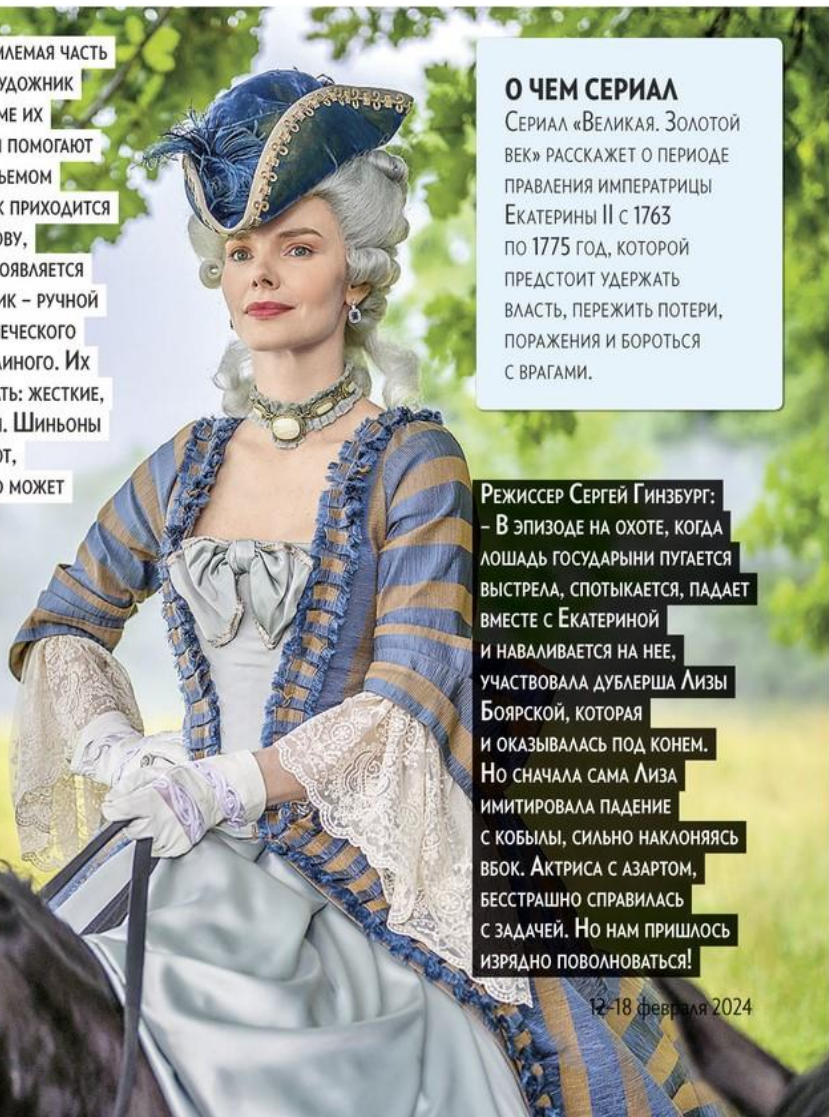 ИЛЕМАЯ ЧАСТЬ
УДОЖНИК
МЕ ИХ
ПОМОГАЮТ
ЪЕМОМ
К ПРИХОДИТСЯ
ОВУ,
ОЯВЛЯЕТСЯ
ИК – РУЧНОЙ
ЕЧЕСКОГО
ИНОГО. ИХ
ТЬ: ЖЕСТКИЕ,
. ШИНЬОНЫ
ОТ,
О МОЖЕТ
О ЧЕМ СЕРИАЛ
СЕРИАЛ «ВЕЛИКАЯ. ЗОЛОТОЙ
ВЕК» РАССКАЖЕТ О ПЕРИОДЕ
ПРАВЛЕНИЯ ИМПЕРАТРИЦЫ
ЕКАТЕРИНЫ II С 1763
ПО 1775 ГОД, КОТОРОЙ
ПРЕДСТОИТ УДЕРЖАТЬ
ВЛАСТЬ, ПЕРЕЖИТЬ ПОТЕРИ,
ПОРАЖЕНИЯ И БОРОТЬСЯ
С ВРАГАМИ.
РЕЖИССЕР СЕРГЕЙ ГИНЗБУРГ:
– В ЭПИЗОДЕ НА ОХОТЕ, КОГДА
ЛОШАДЬ ГОСУДАРЫНИ ПУГАЕТСЯ
ВЫСТРЕЛА, СПОТЫКАЕТСЯ, ПАДАЕТ
ВМЕСТЕ С ЕКАТЕРИНОЙ
И НАВАЛИВАЕТСЯ НА НЕЕ,
УЧАСТВОВАЛА ДУБЛЕРША ЛИЗЫ
БОЯРСКОЙ, КОТОРАЯ
И ОКАЗЫВАЛАСЬ ПОД КОНЕМ.
НО СНАЧАЛА САМА ЛИЗА
ИМИТИРОВАЛА ПАДЕНИЕ
С КОБЫЛЫ, СИЛЬНО НАКЛОНЯЯСЬ
ВБОК. АКТРИСА С АЗАРТОМ,
БЕССТРАШНО СПРАВИЛАСЬ
С ЗАДАЧЕЙ. НО НАМ ПРИШЛОСЬ
ИЗРЯДНО ПОВОЛНОВАТЬСЯ!
12–18 февраля 2024